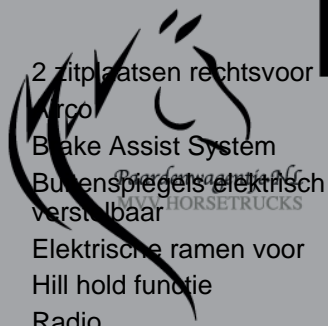 2 zitplaatsen rechtsvoor
Airco
Brake Assist System
Buitenspiegels elektrisch
verstelbaar
Paardenwagentje.NL
MVV HORSETRUCKS
Elektrische ramen voor
Hill hold functie
Radio